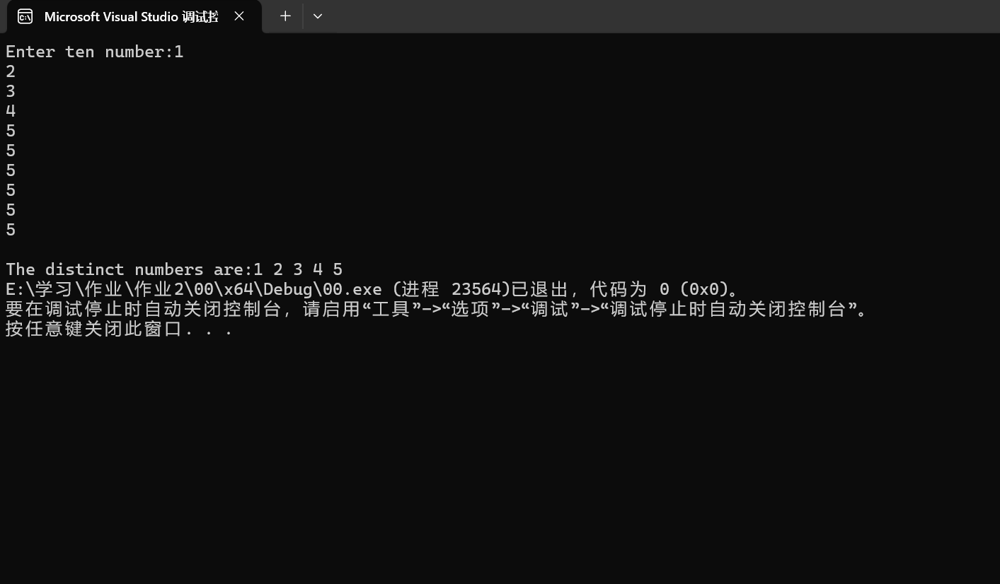 Microsoft Visual Studio 调试控
Enter ten number:1
2
3
4
5
5
5
5
5
5
The distinct numbers are:1 2 3 4 5
E:\学习\作业\作业2\00\x64\Debug\00.exe (进程 23564)已退出，代码为 0 (0x0)。
要在调试停止时自动关闭控制台，请启用“工具”->“选项”->“调试”->“调试停止时自动关闭控制台”。
按任意键关闭此窗口. . .